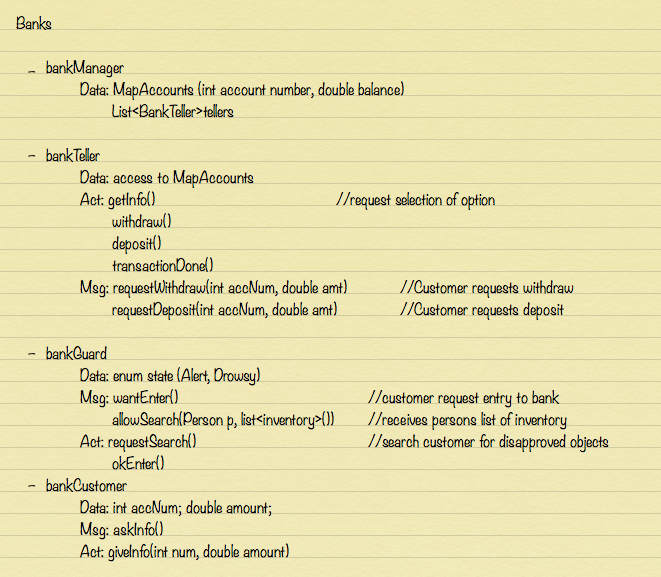 Banks
- bankManager
Data: MapAccounts (int account number, double balance)
List<BankTeller>tellers
- bankTeller
Data: access to MapAccounts
Act: getInfo() //request selection of option
withdraw()
deposit()
transactionDone()
Msg: requestWithdraw(int accNum, double amt) //Customer requests withdraw
requestDeposit(int accNum, double amt) //Customer requests deposit
- bankGuard
Data: enum state (Alert, Drowsy)
Msg: wantEnter() //customer request entry to bank
allowSearch(Person p, list<inventory>()) //receives persons list of inventory
Act: requestSearch() //search customer for disapproved objects
okEnter()
- bankCustomer
Data: int accNum; double amount;
Msg: askInfo()
Act: giveInfo(int num, double amount)